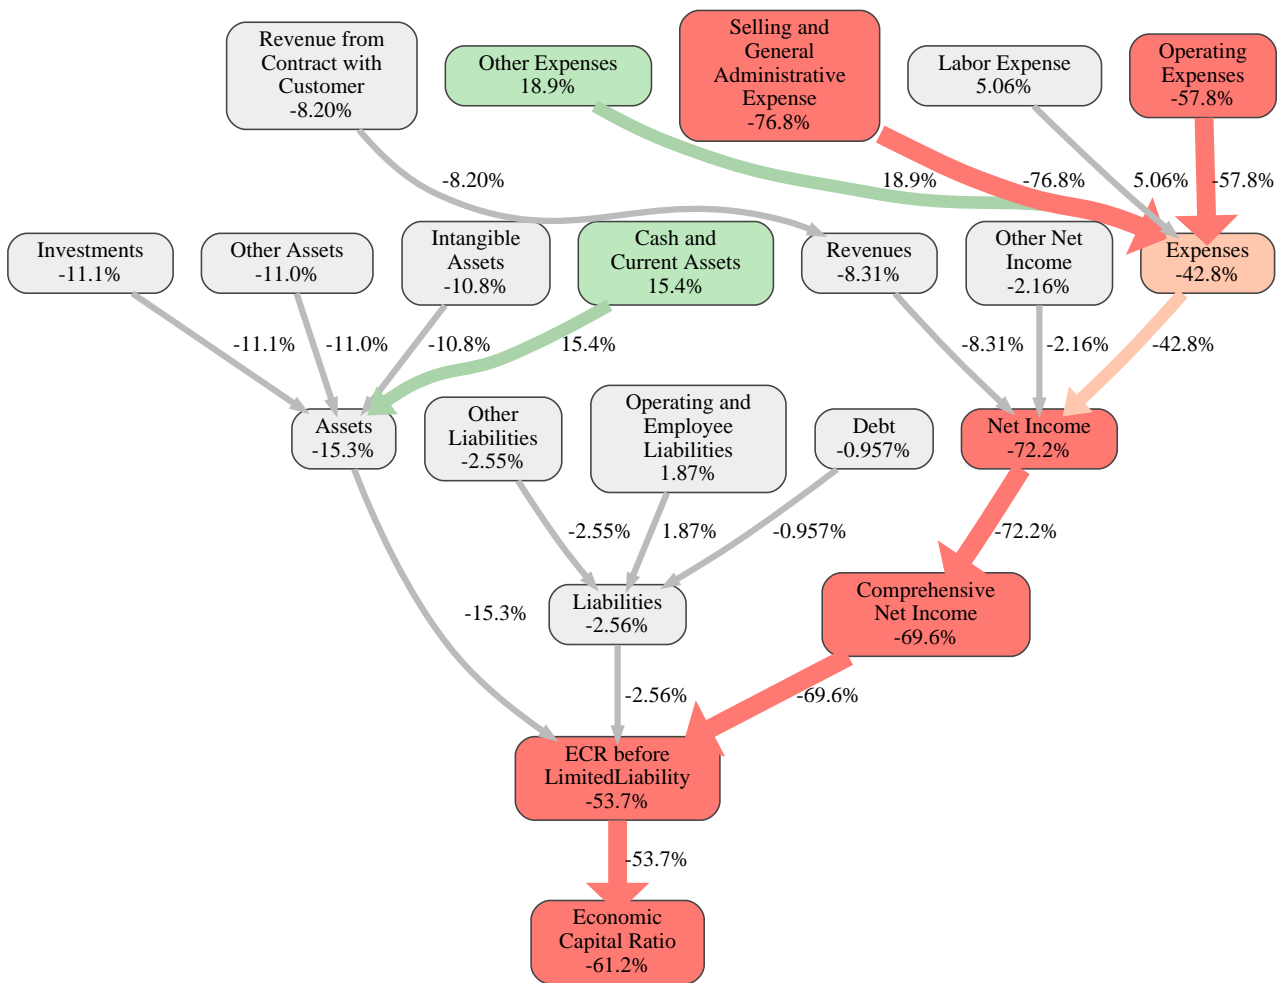 Revenue from
Contract with
Customer
-8.20%
Other Expenses
18.9%
Selling and
General
Administrative
Expense
-76.8%
Labor Expense
5.06%
Operating
Expenses
-57.8%
-8.20%
18.9%
-76.8%
5.06%
-57.8%
Investments
-11.1%
Other Assets
-11.0%
Intangible
Assets
-10.8%
Cash and
Current Assets
15.4%
Revenues
-8.31%
Other Net
Income
-2.16%
Expenses
-42.8%
-11.1%
-11.0%
-10.8%
15.4%
-8.31%
-2.16%
-42.8%
Assets
-15.3%
Other
Liabilities
-2.55%
Operating and
Employee
Liabilities
1.87%
Debt
-0.957%
Net Income
-72.2%
-2.55%
1.87%
-0.957%
-72.2%
-15.3%
Liabilities
-2.56%
Comprehensive
Net Income
-69.6%
-2.56%
-69.6%
ECR before
LimitedLiability
-53.7%
-53.7%
Economic
Capital Ratio
-61.2%